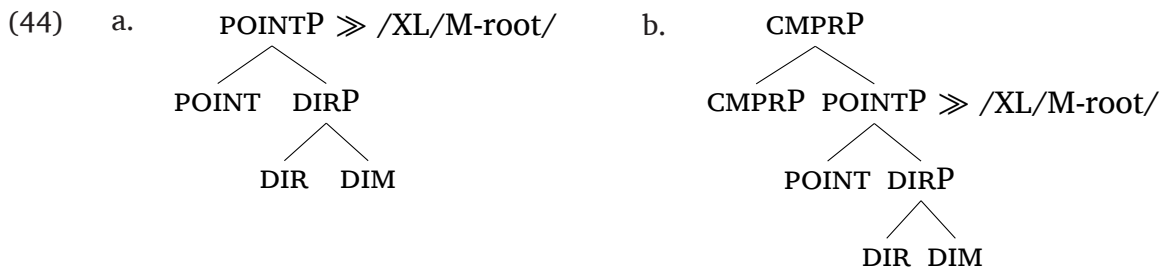 (44) a. POINTP ≫ /XL/M-root/ b. CMPRP
POINT DIRP CMPRP POINTP ≫ /XL/M-root/
DIR DIM POINT DIRP
DIR DIM